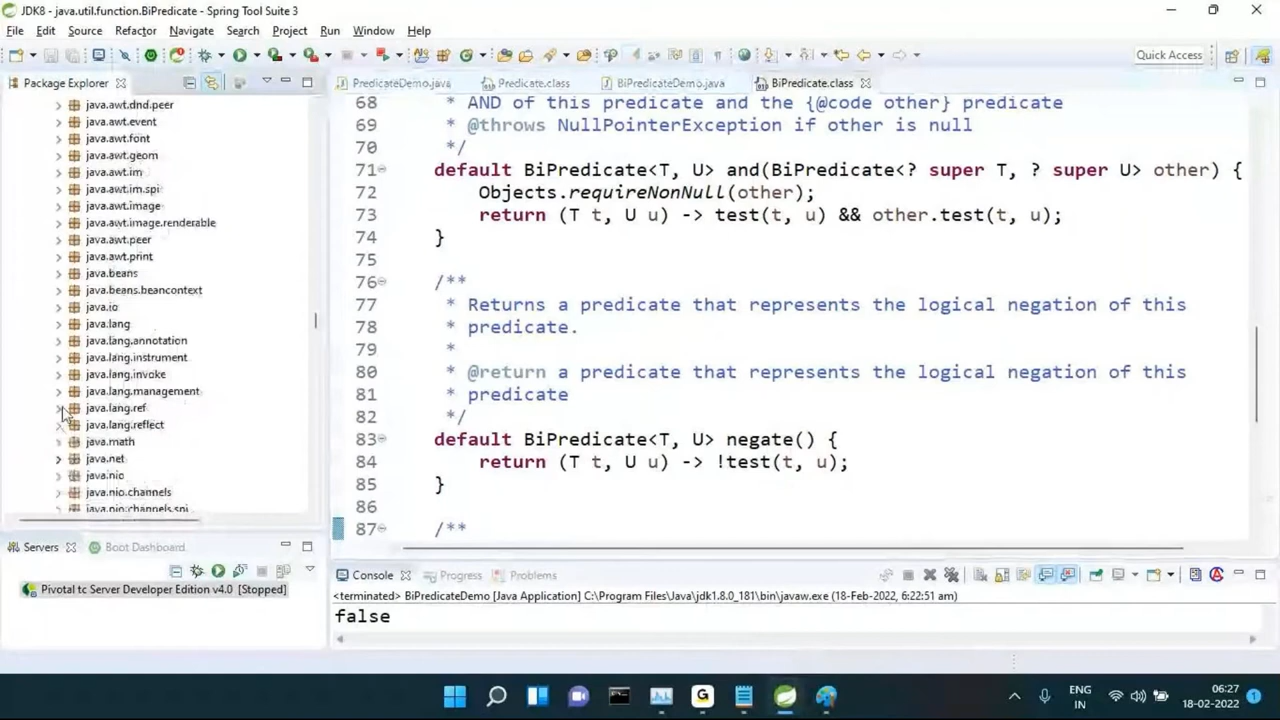 JDK8 - java.util.function.BiPredicate - Spring Tool Suite 3
File Edit Source Refactor Navigate Search Project Run Window Help
Quick Access
Package Explorer
java.awt.dnd.peer
java.awt.event
java.awt.font
java.awt.geom
java.awt.im
java.awt.im.spi
java.awt.image
java.awt.image.renderable
java.awt.peer
java.awt.print
java.beans
java.beans.beancontext
java.io
java.lang
java.lang.annotation
java.lang.instrument
java.lang.invoke
java.lang.management
java.lang.ref
java.lang.reflect
java.math
java.net
java.nio
java.nio.channels
java.nio.channels.spi
Servers Boot Dashboard
Pivotal tc Server Developer Edition v4.0 [Stopped]
PredicateDemo.java Predicate.class BiPredicateDemo.java BiPredicate.class
68 * AND of this predicate and the {@code other} predicate
69 * @throws NullPointerException if other is null
70 */
71 default BiPredicate<T, U> and(BiPredicate<? super T, ? super U> other) {
72 Objects.requireNonNull(other);
73 return (T t, U u) -> test(t, u) && other.test(t, u);
74 }
75
76 /**
77 * Returns a predicate that represents the logical negation of this
78 * predicate.
79 *
80 * @return a predicate that represents the logical negation of this
81 * predicate
82 */
83 default BiPredicate<T, U> negate() {
84 return (T t, U u) -> !test(t, u);
85 }
86
87 /**
Console Progress Problems
<terminated> BiPredicateDemo [Java Application] C:\Program Files\Java\jdk1.8.0_181\bin\javaw.exe (18-Feb-2022, 6:22:51 am)
false
ENG
IN
06:27
18-02-2022